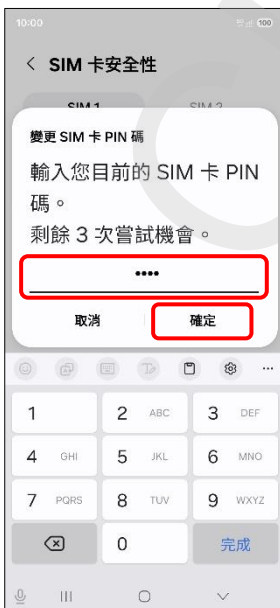 10:00
100
SIM 卡安全性
SIM 1
SIM 2
變更 SIM 卡 PIN 碼
輸入您目前的 SIM 卡 PIN
碼。
剩餘 3 次嘗試機會。
••••
取消
確定
1
2 ABC
3 DEF
4 GHI
5 JKL
6 MNO
7 PQRS
8 TUV
9 WXYZ
0
完成